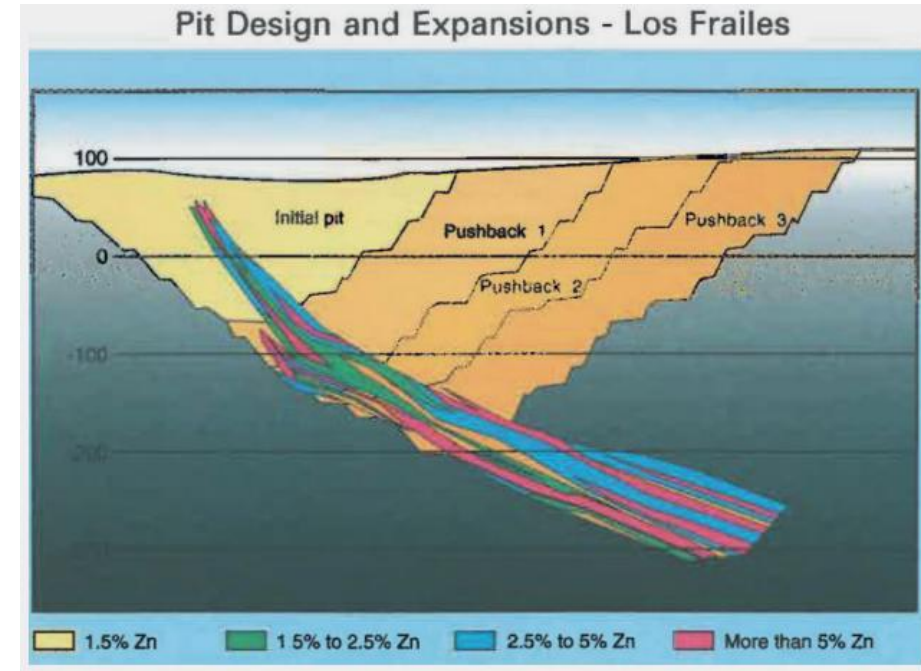 Pit Design and Expansions - Los Frailes
100
Initial pit
Pushback 1
Pushback 3
0
Pushback 2
-100
-200
1.5% Zn
1 5% to 2.5% Zn
2.5% to 5% Zn
More than 5% Zn